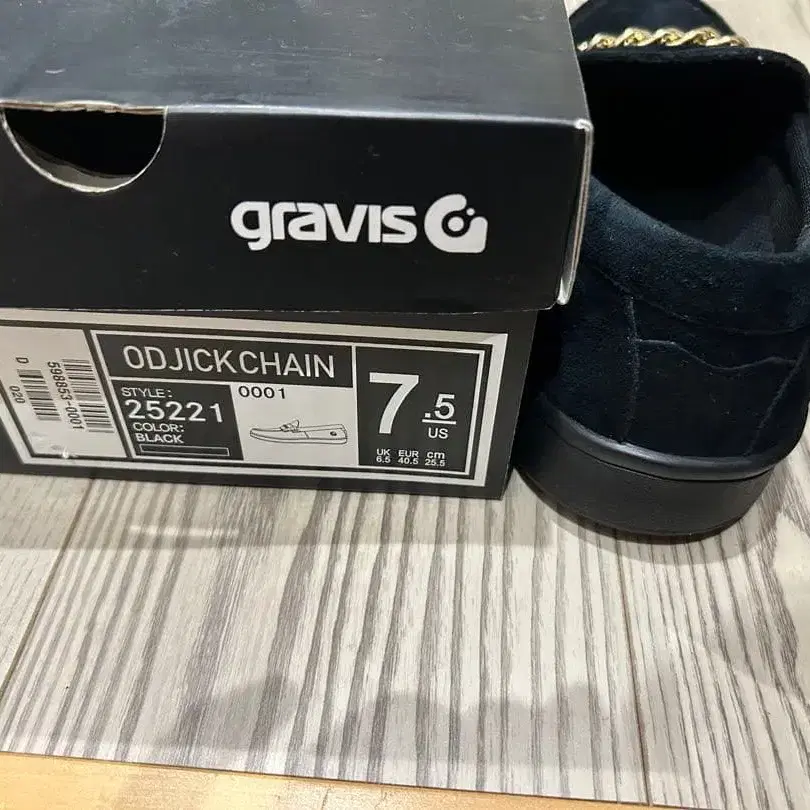 gravis
ODJICKCHAIN
STYLE: 0001
25221
COLOR:
BLACK
7.5
US
UK EUR cm
6.5 40.5 25.5
598853-0001
D 020